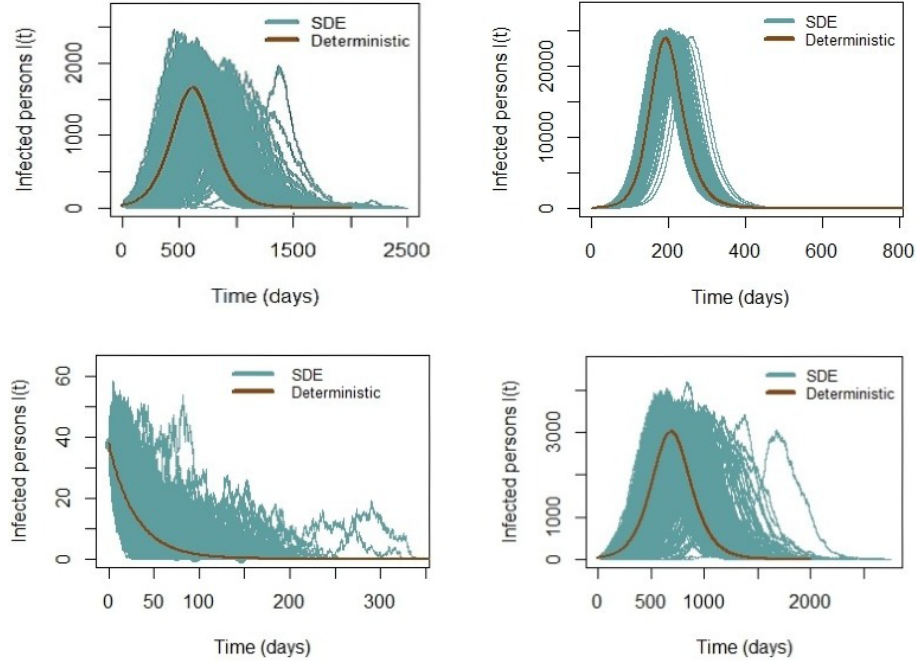 SDE
Deterministic
Infected persons I(t)
0 1000 2000
0 500 1500 2500
Time (days)
SDE
Deterministic
Infected persons I(t)
0 10000 20000
0 200 400 600 800
Time (days)
SDE
Deterministic
Infected persons I(t)
0 20 40 60
0 50 100 200 300
Time (days)
SDE
Deterministic
Infected persons I(t)
0 1000 3000
0 500 1000 2000
Time (days)